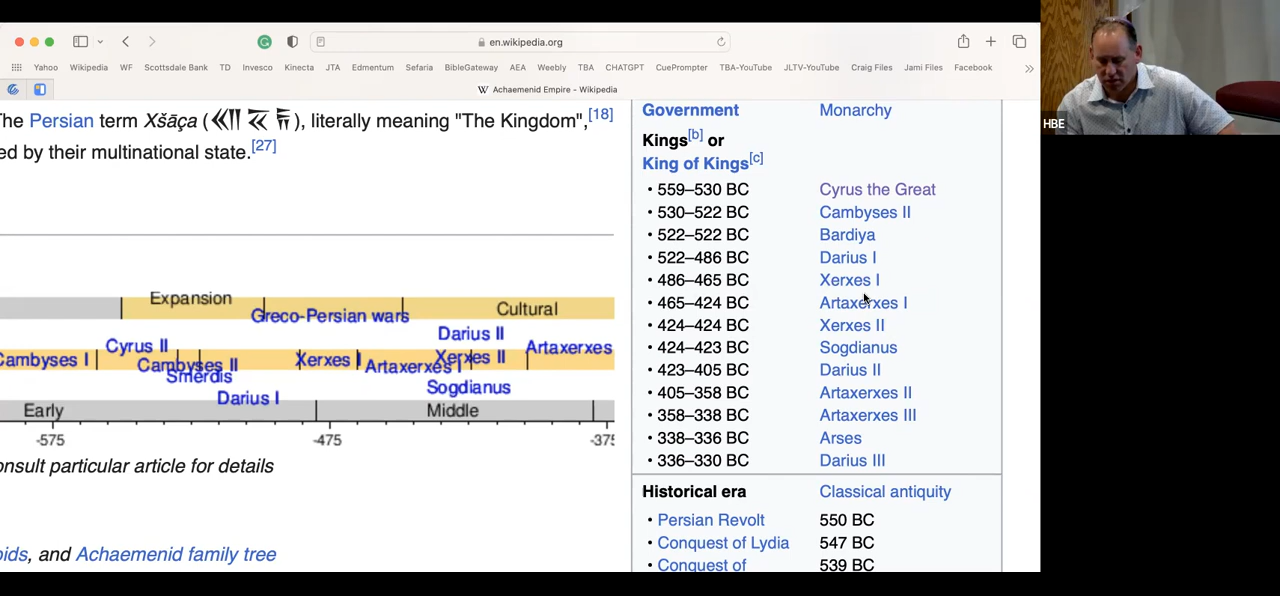 en.wikipedia.org
Yahoo Wikipedia WF Scottsdale Bank TD Invesco Kinecta JTA Edmentum Sefaria BibleGateway AEA Weebly TBA CHATGPT CuePrompter TBA-YouTube JLTV-YouTube Craig Files Jami Files Facebook
W Achaemenid Empire - Wikipedia
HBE
he Persian term Xšāça (𐎧𐏁𐏂), literally meaning "The Kingdom",[18]
ed by their multinational state.[27]
Expansion
Greco-Persian wars
Cultural
Darius II
Cyrus II
Artaxerxes
Cambyses I
Cambyses II
Xerxes I
Artaxerxes I
Xerxes II
Smerdis
Sogdianus
Darius I
Early
Middle
-575
-475
-375
onsult particular article for details
oids, and Achaemenid family tree
Government Monarchy
Kings[b] or
King of Kings[c]
• 559–530 BC Cyrus the Great
• 530–522 BC Cambyses II
• 522–522 BC Bardiya
• 522–486 BC Darius I
• 486–465 BC Xerxes I
• 465–424 BC Artaxerxes I
• 424–424 BC Xerxes II
• 424–423 BC Sogdianus
• 423–405 BC Darius II
• 405–358 BC Artaxerxes II
• 358–338 BC Artaxerxes III
• 338–336 BC Arses
• 336–330 BC Darius III
Historical era Classical antiquity
• Persian Revolt 550 BC
• Conquest of Lydia 547 BC
• Conquest of 539 BC